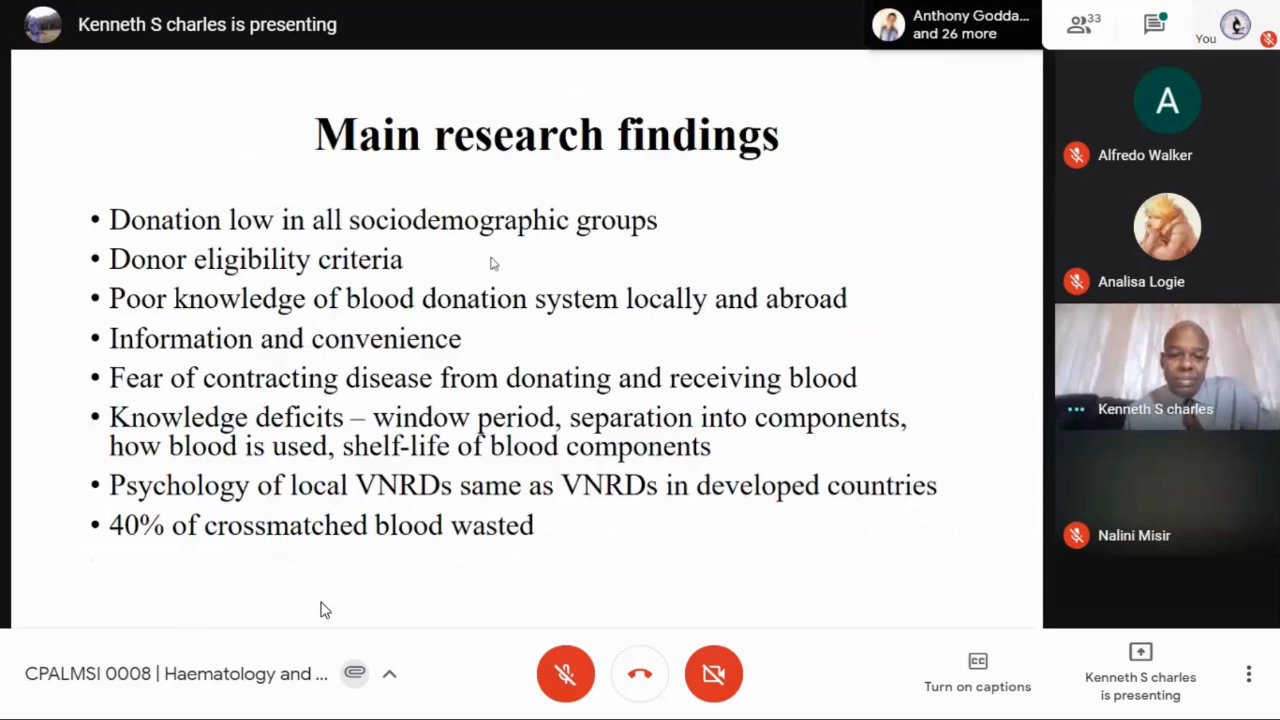 Kenneth S charles is presenting
Anthony Godda...
and 26 more
33
You
Main research findings
• Donation low in all sociodemographic groups
• Donor eligibility criteria
• Poor knowledge of blood donation system locally and abroad
• Information and convenience
• Fear of contracting disease from donating and receiving blood
• Knowledge deficits – window period, separation into components,
how blood is used, shelf-life of blood components
• Psychology of local VNRDs same as VNRDs in developed countries
• 40% of crossmatched blood wasted
A
Alfredo Walker
Analisa Logie
Kenneth S charles
Nalini Misir
CPALMSI 0008 | Haematology and ...
CC
Turn on captions
Kenneth S charles
is presenting